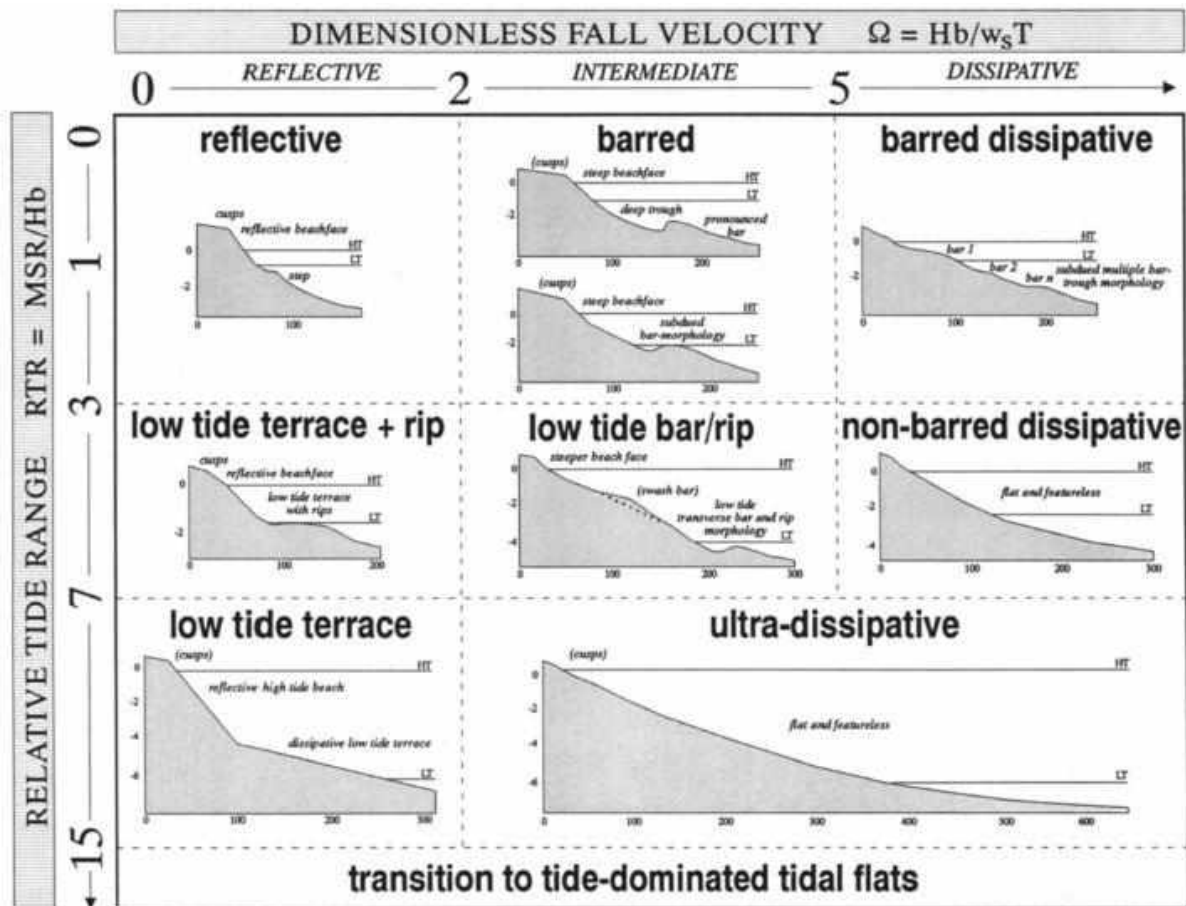 DIMENSIONLESS FALL VELOCITY Ω = Hb/wsT
0 REFLECTIVE 2 INTERMEDIATE 5 DISSIPATIVE
RELATIVE TIDE RANGE RTR = MSR/Hb
0
1
3
7
15
reflective
cusps
reflective beachface
HT
LT
step
0
-2
0 100
barred
(cusps)
steep beachface
HT
LT
deep trough
pronounced
bar
0
-2
0 100 200
(cusps)
steep beachface
HT
subdued
bar-morphology
LT
0
-2
0 100 200
barred dissipative
HT
bar 1
LT
bar 2
bar n
subdued multiple bar-
trough morphology
0
-2
0 100 200
low tide terrace + rip
cusps
reflective beachface
HT
low tide terrace
with rips
LT
0
-2
0 100 200
low tide bar/rip
steeper beach face
HT
(swash bar)
low tide
transverse bar and rip
morphology
LT
0
-2
-4
0 100 200 300
non-barred dissipative
HT
flat and featureless
LT
0
-2
-4
0 100 200 300
low tide terrace
(cusps)
HT
reflective high tide beach
dissipative low tide terrace
LT
0
-2
-4
-6
0 100 200 300
ultra-dissipative
(cusps)
HT
flat and featureless
LT
0
-2
-4
-6
0 100 200 300 400 500 600
transition to tide-dominated tidal flats